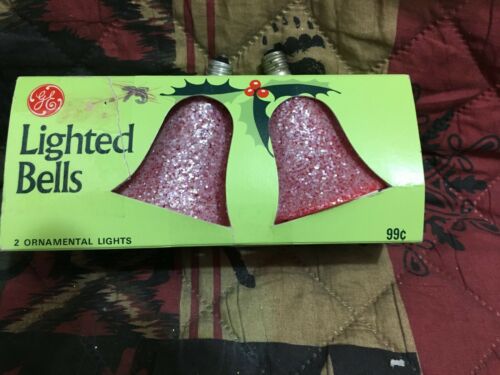 GE
Lighted
Bells
2 ORNAMENTAL LIGHTS
99¢